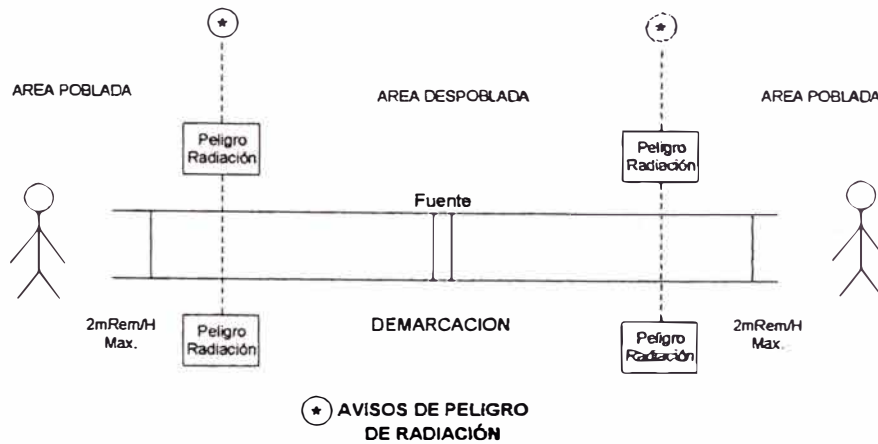 AREA POBLADA
AREA DESPOBLADA
AREA POBLADA
Peligro
Radiación
Peligro
Radiación
Fuente
2mRem/H
Max.
Peligro
Radiación
DEMARCACION
Peligro
Radiación
2mRem/H
Max.
AVISOS DE PELIGRO
DE RADIACIÓN